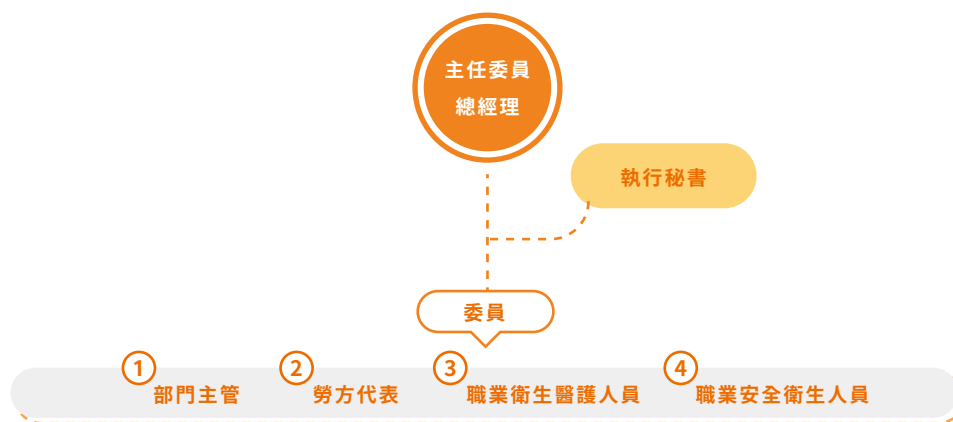 主任委員
總經理
執行秘書
委員
1
部門主管
2
勞方代表
3
職業衛生醫護人員
4
職業安全衛生人員